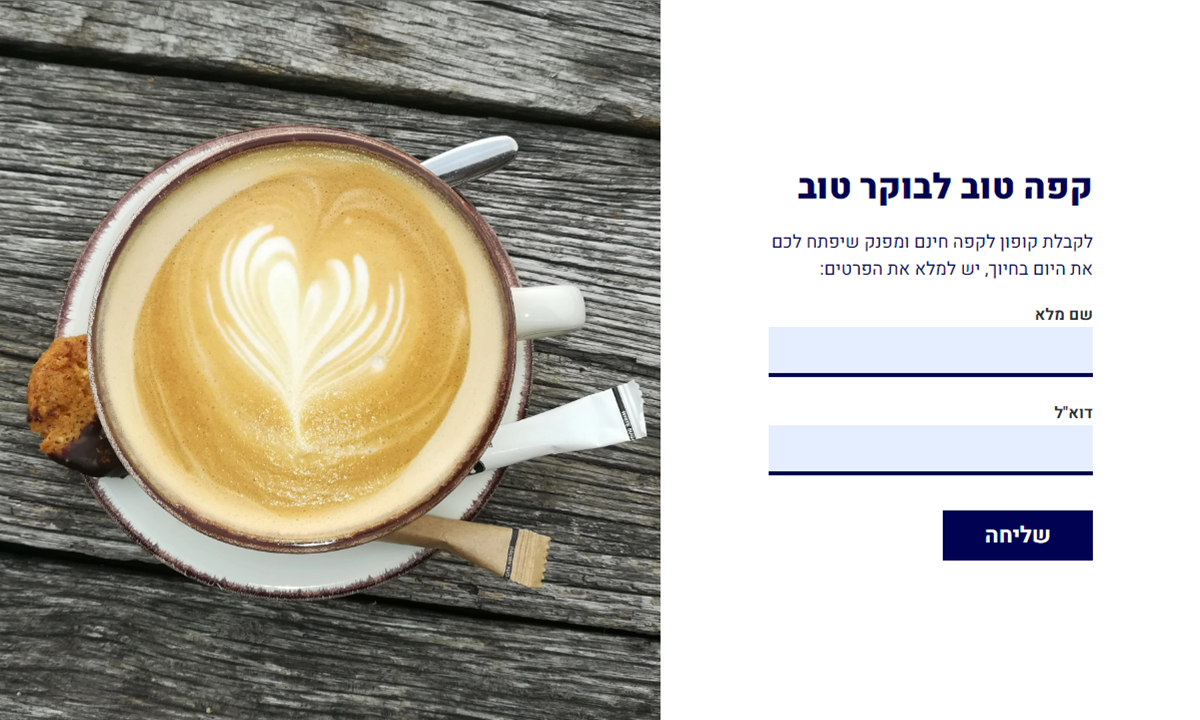 קפה טוב לבוקר טוב
לקבלת קופון לקפה חינם ומפנק שיפתח לכם
את היום בחיוך, יש למלא את הפרטים:
שם מלא
דוא"ל
שליחה